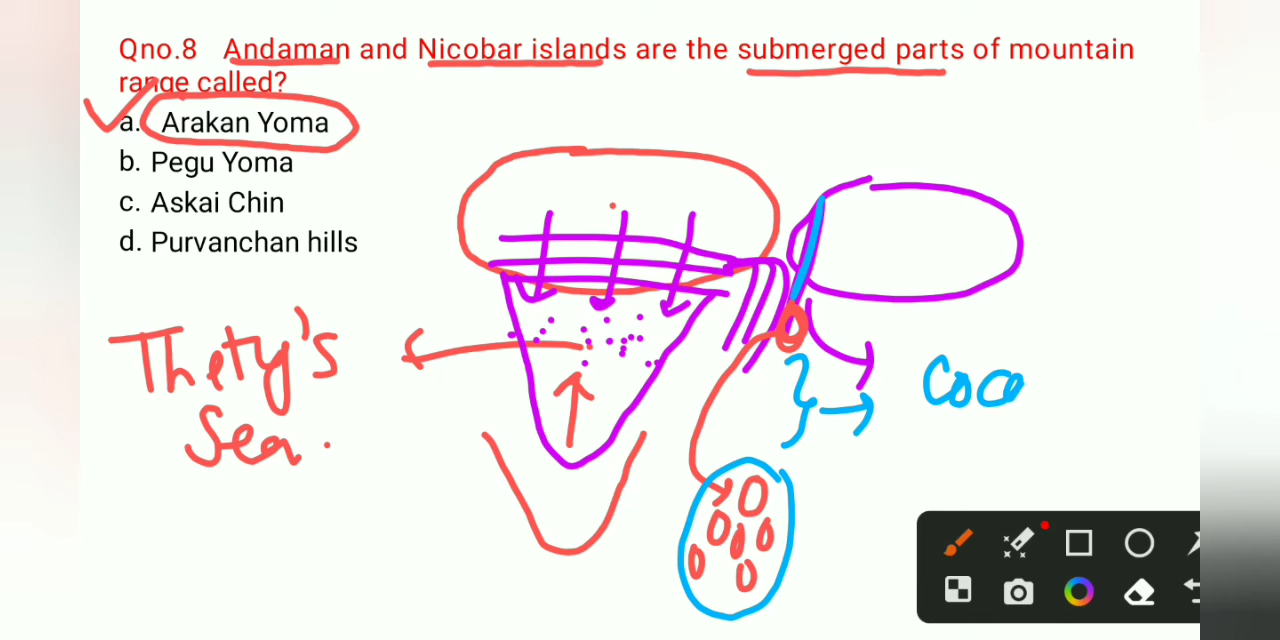 Qno.8 Andaman and Nicobar islands are the submerged parts of mountain
range called?
a. Arakan Yoma
b. Pegu Yoma
c. Askai Chin
d. Purvanchan hills
Thety's
Sea.
Coco